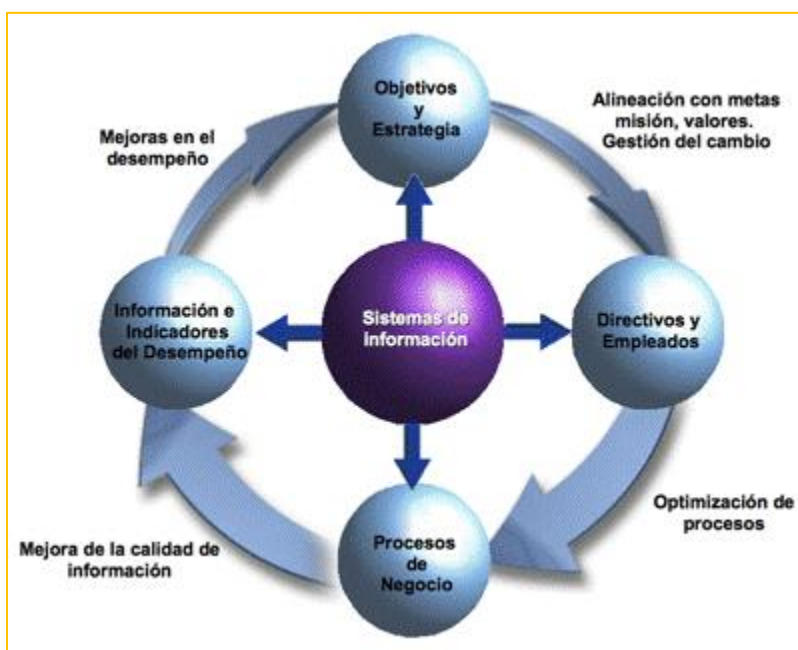 Objetivos
y
Estrategia
Alineación con metas
misión, valores.
Gestión del cambio
Mejoras en el
desempeño
Sistemas de
Información
Información e
Indicadores
del Desempeño
Directivos y
Empleados
Optimización de
procesos
Procesos
de
Negocio
Mejora de la calidad de
información